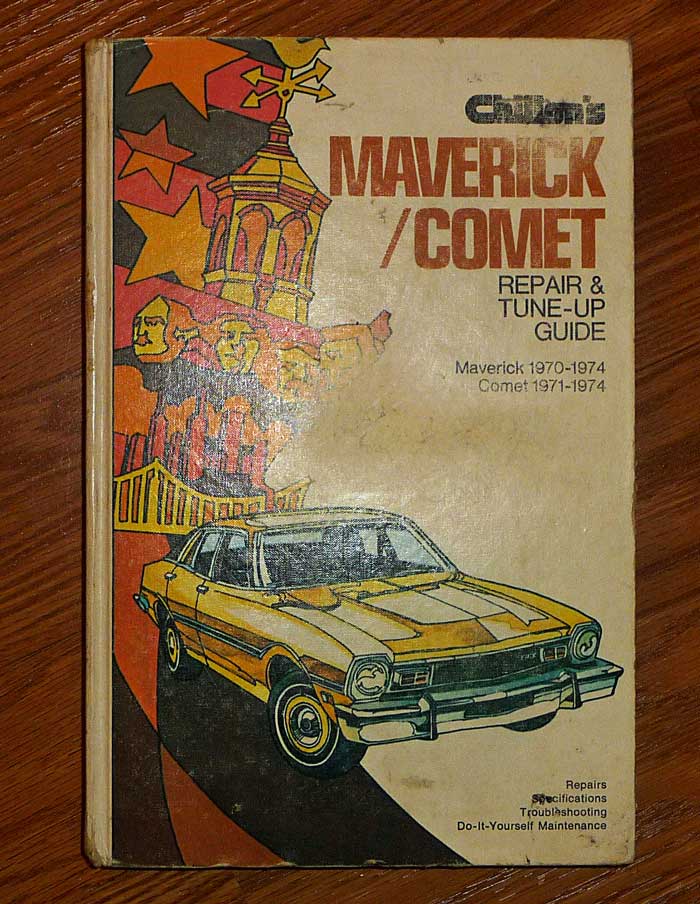 Chilton's
MAVERICK
/COMET
REPAIR &
TUNE-UP
GUIDE
Maverick 1970-1974
Comet 1971-1974
Repairs
Specifications
Troubleshooting
Do-It-Yourself Maintenance